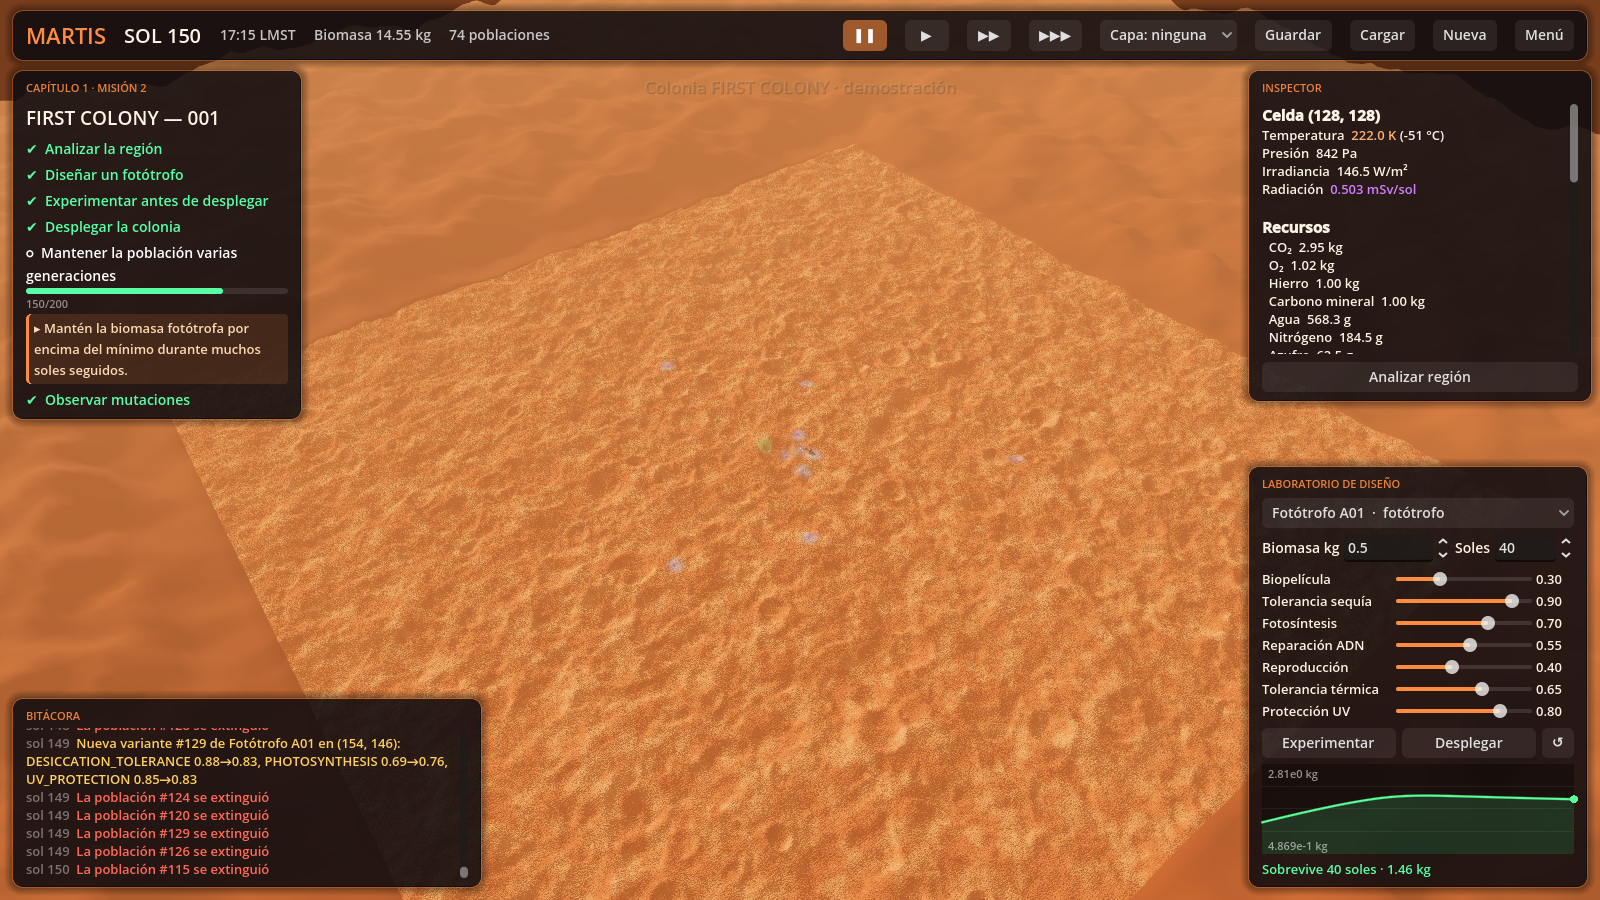 MARTIS SOL 150 17:15 LMST Biomasa 14.55 kg 74 poblaciones
Capa: ninguna Guardar Cargar Nueva Menú
Colonia FIRST COLONY · demostración
CAPÍTULO 1 · MISIÓN 2
FIRST COLONY — 001
✔ Analizar la región
✔ Diseñar un fotótrofo
✔ Experimentar antes de desplegar
✔ Desplegar la colonia
Mantener la población varias
generaciones
150/200
▸ Mantén la biomasa fotótrofa por
encima del mínimo durante muchos
soles seguidos.
✔ Observar mutaciones
INSPECTOR
Celda (128, 128)
Temperatura 222.0 K (-51 °C)
Presión 842 Pa
Irradiancia 146.5 W/m²
Radiación 0.503 mSv/sol
Recursos
CO₂ 2.95 kg
O₂ 1.02 kg
Hierro 1.00 kg
Carbono mineral 1.00 kg
Agua 568.3 g
Nitrógeno 184.5 g
Analizar región
LABORATORIO DE DISEÑO
Fotótrofo A01 · fotótrofo
Biomasa kg 0.5 Soles 40
Biopelícula 0.30
Tolerancia sequía 0.90
Fotosíntesis 0.70
Reparación ADN 0.55
Reproducción 0.40
Tolerancia térmica 0.65
Protección UV 0.80
Experimentar Desplegar ↺
2.81e0 kg
4.869e-1 kg
Sobrevive 40 soles · 1.46 kg
BITÁCORA
sol 149 Nueva variante #129 de Fotótrofo A01 en (154, 146):
DESICCATION_TOLERANCE 0.88→0.83, PHOTOSYNTHESIS 0.69→0.76,
UV_PROTECTION 0.85→0.83
sol 149 La población #124 se extinguió
sol 149 La población #120 se extinguió
sol 149 La población #129 se extinguió
sol 149 La población #126 se extinguió
sol 150 La población #115 se extinguió